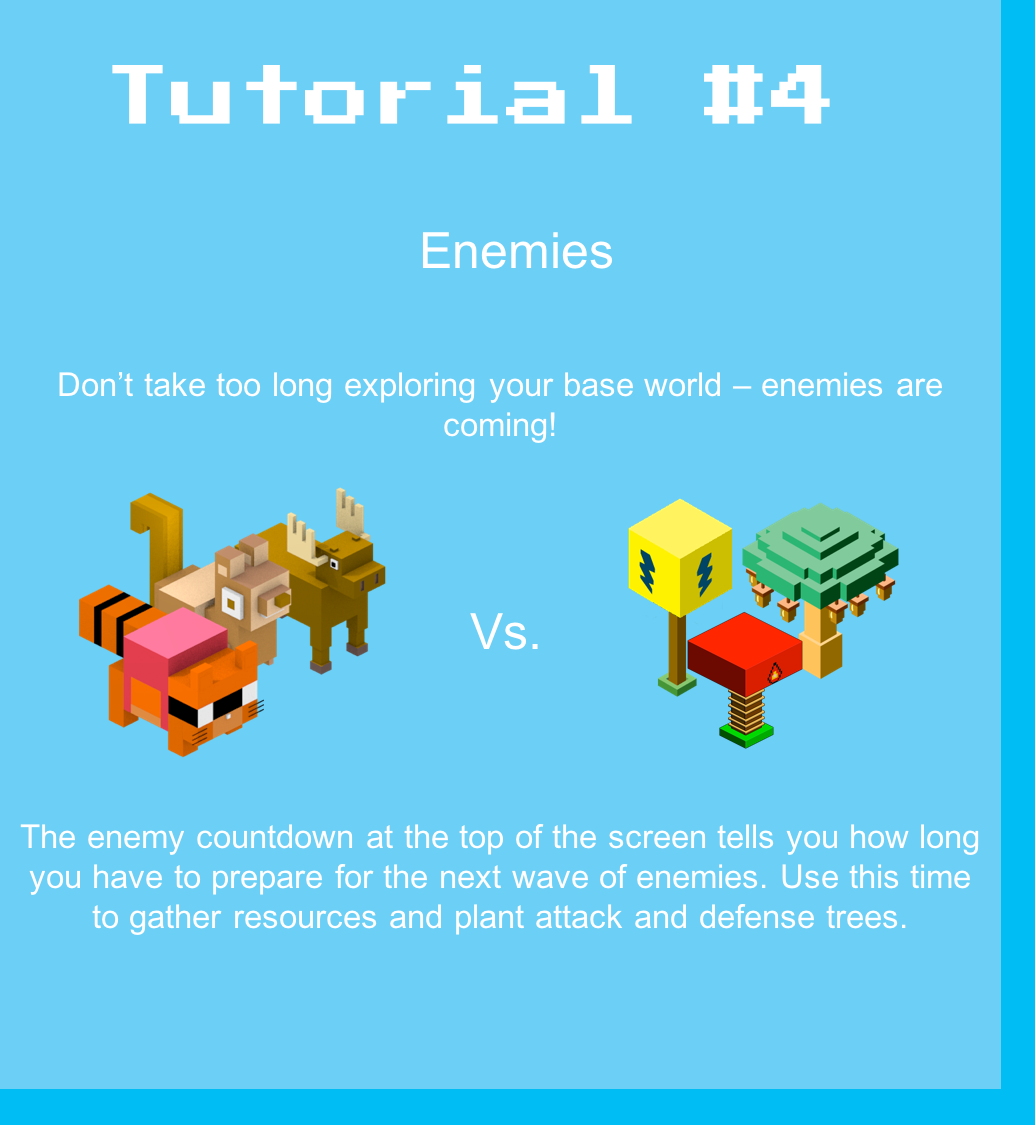 Tutorial #4
Enemies
Don’t take too long exploring your base world – enemies are
coming!
Vs.
The enemy countdown at the top of the screen tells you how long
you have to prepare for the next wave of enemies. Use this time
to gather resources and plant attack and defense trees.